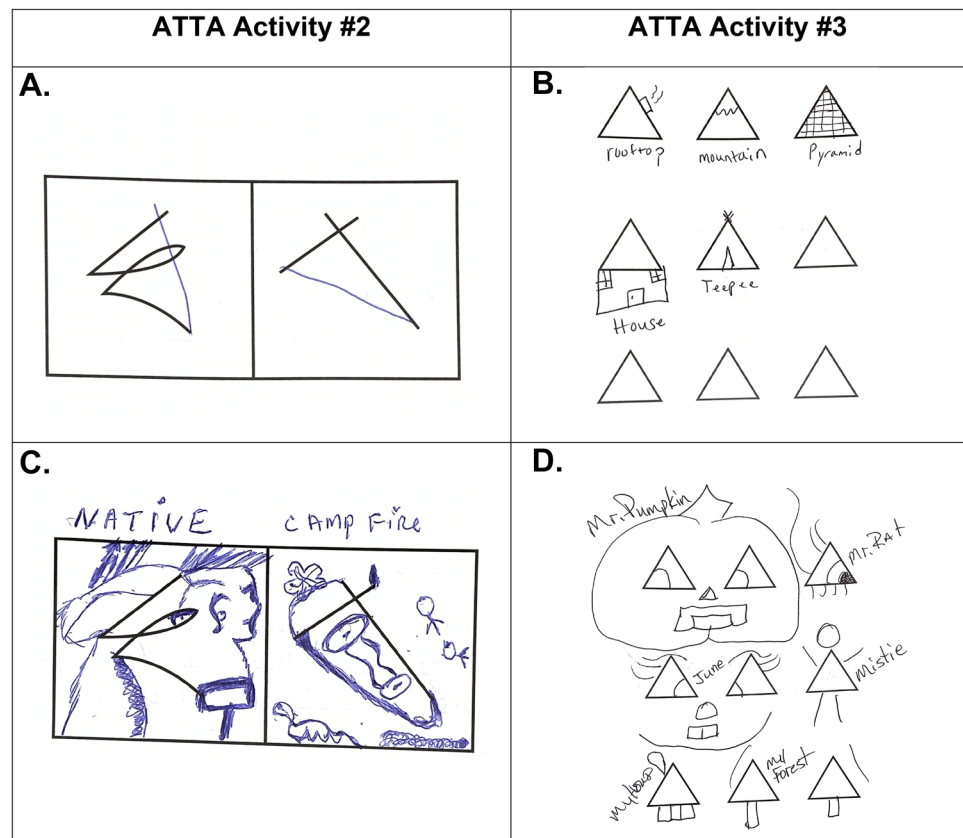 ATTA Activity #2
ATTA Activity #3
A.
B.
rooftop
mountain
Pyramid
House
Teepee
C.
NATiVE
CAMP FiRe
D.
Mr. Pumpkin
Mr. RAt
June
Mistie
my House
my
Forest